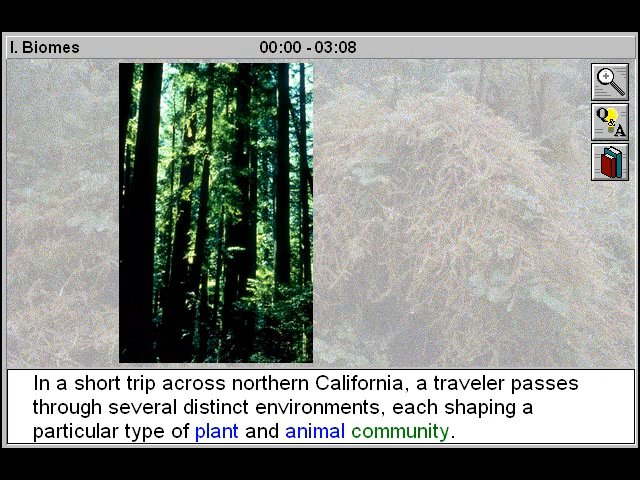 I. Biomes 00:00 - 03:08
Q&A
In a short trip across northern California, a traveler passes
through several distinct environments, each shaping a
particular type of plant and animal community.